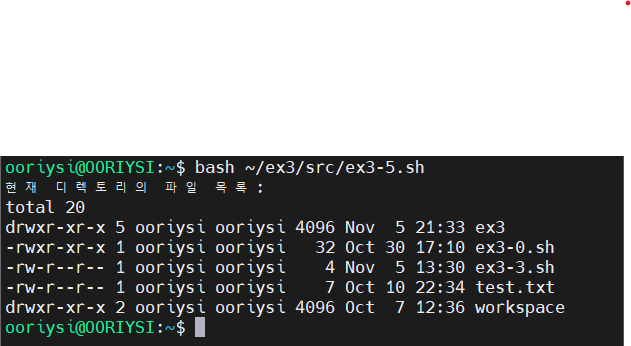 ooriysi@OORIYSI:~$ bash ~/ex3/src/ex3-5.sh
현재 디렉토리의 파일 목록:
total 20
drwxr-xr-x 5 ooriysi ooriysi 4096 Nov  5 21:33 ex3
-rwxr-xr-x 1 ooriysi ooriysi   32 Oct 30 17:10 ex3-0.sh
-rw-r--r-- 1 ooriysi ooriysi    4 Nov  5 13:30 ex3-3.sh
-rw-r--r-- 1 ooriysi ooriysi    7 Oct 10 22:34 test.txt
drwxr-xr-x 2 ooriysi ooriysi 4096 Oct  7 12:36 workspace
ooriysi@OORIYSI:~$